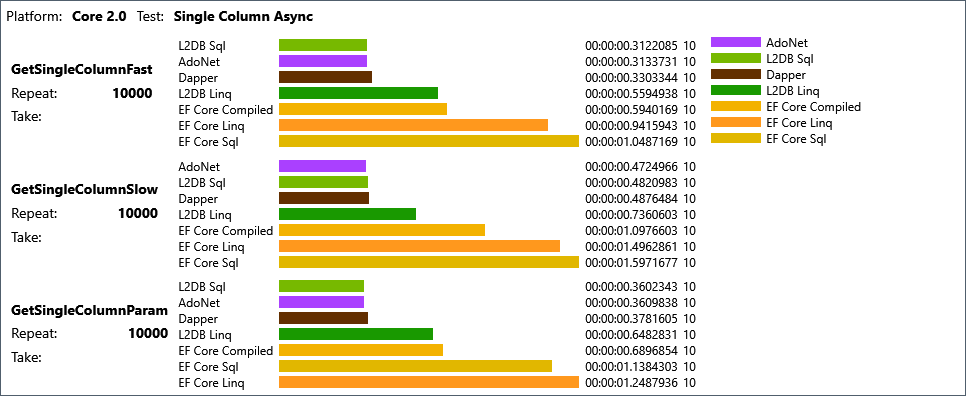 Platform: Core 2.0 Test: Single Column Async
GetSingleColumnFast
Repeat: 10000
Take:
L2DB Sql 00:00:00.3122085 10
AdoNet 00:00:00.3133731 10
Dapper 00:00:00.3303344 10
L2DB Linq 00:00:00.5594938 10
EF Core Compiled 00:00:00.5940169 10
EF Core Linq 00:00:00.9415943 10
EF Core Sql 00:00:01.0487169 10
GetSingleColumnSlow
Repeat: 10000
Take:
AdoNet 00:00:00.4724966 10
L2DB Sql 00:00:00.4820983 10
Dapper 00:00:00.4876484 10
L2DB Linq 00:00:00.7360603 10
EF Core Compiled 00:00:01.0976603 10
EF Core Linq 00:00:01.4962861 10
EF Core Sql 00:00:01.5971677 10
GetSingleColumnParam
Repeat: 10000
Take:
L2DB Sql 00:00:00.3602343 10
AdoNet 00:00:00.3609838 10
Dapper 00:00:00.3781605 10
L2DB Linq 00:00:00.6482831 10
EF Core Compiled 00:00:00.6896854 10
EF Core Sql 00:00:01.1384303 10
EF Core Linq 00:00:01.2487936 10
AdoNet
L2DB Sql
Dapper
L2DB Linq
EF Core Compiled
EF Core Linq
EF Core Sql